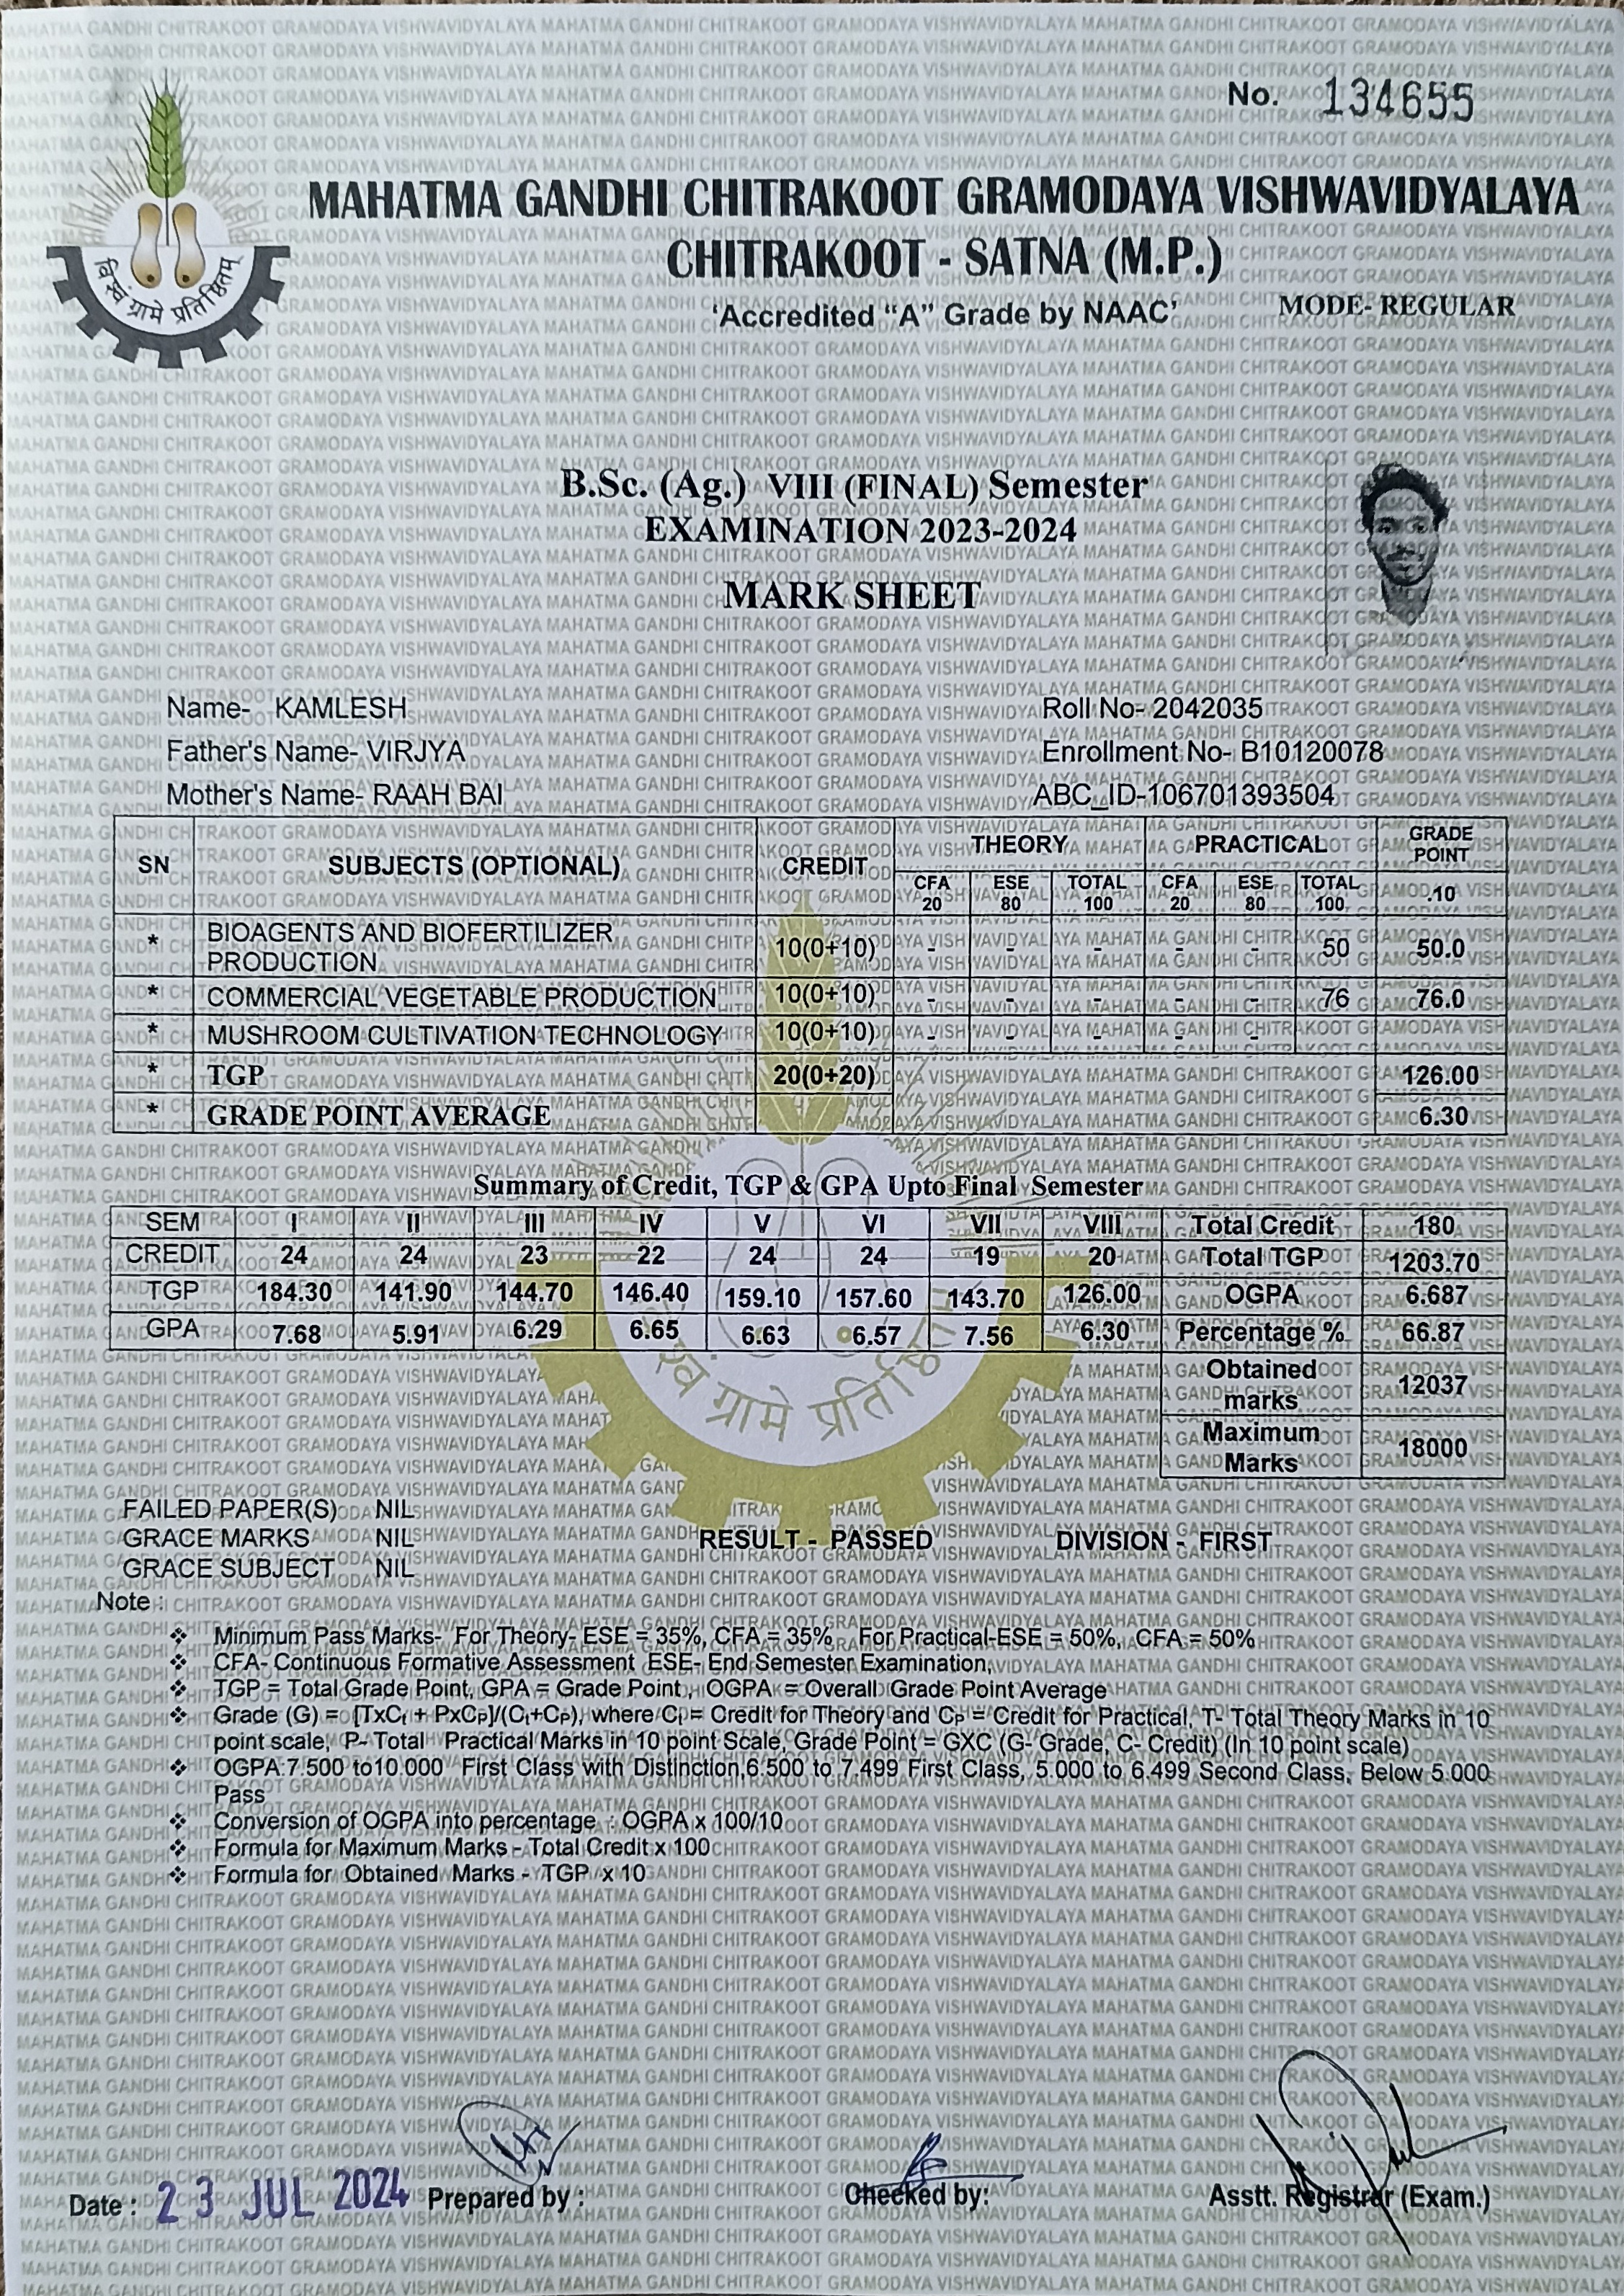 No. 134655
MAHATMA GANDHI CHITRAKOOT GRAMODAYA VISHWAVIDYALAYA
CHITRAKOOT - SATNA (M.P.)
'Accredited “A” Grade by NAAC'
MODE- REGULAR
विश्वं ग्रामे प्रतिष्ठितम्
B.Sc. (Ag.) VIII (FINAL) Semester
EXAMINATION 2023-2024
MARK SHEET
Name- KAMLESH Roll No- 2042035
Father's Name- VIRJYA Enrollment No- B10120078
Mother's Name- RAAH BAI ABC_ID-106701393504
SN SUBJECTS (OPTIONAL) CREDIT THEORY PRACTICAL GRADE POINT
CFA 20 ESE 80 TOTAL 100 CFA 20 ESE 80 TOTAL 100 .10
* BIOAGENTS AND BIOFERTILIZER PRODUCTION 10(0+10) - - - - - 50 50.0
* COMMERCIAL VEGETABLE PRODUCTION 10(0+10) - - - - - 76 76.0
* MUSHROOM CULTIVATION TECHNOLOGY 10(0+10) - - - - -
* TGP 20(0+20) 126.00
* GRADE POINT AVERAGE 6.30
Summary of Credit, TGP & GPA Upto Final Semester
SEM I II III IV V VI VII VIII Total Credit 180
CREDIT 24 24 23 22 24 24 19 20 Total TGP 1203.70
TGP 184.30 141.90 144.70 146.40 159.10 157.60 143.70 126.00 OGPA 6.687
GPA 7.68 5.91 6.29 6.65 6.63 6.57 7.56 6.30 Percentage % 66.87
Obtained marks 12037
Maximum Marks 18000
FAILED PAPER(S) NIL
GRACE MARKS NIL RESULT - PASSED DIVISION - FIRST
GRACE SUBJECT NIL
Note :
❖ Minimum Pass Marks- For Theory- ESE = 35%, CFA = 35% For Practical-ESE = 50%, CFA = 50%
❖ CFA- Continuous Formative Assessment ESE- End Semester Examination,
❖ TGP = Total Grade Point, GPA = Grade Point , OGPA = Overall Grade Point Average
❖ Grade (G) = [TxCt + PxCP]/(Ct+CP), where Ct = Credit for Theory and CP = Credit for Practical, T- Total Theory Marks in 10
point scale, P- Total Practical Marks in 10 point Scale, Grade Point = GXC (G- Grade, C- Credit) (In 10 point scale)
❖ OGPA:7.500 to10.000 First Class with Distinction,6.500 to 7.499 First Class, 5.000 to 6.499 Second Class, Below 5.000
Pass
❖ Conversion of OGPA into percentage : OGPA x 100/10
❖ Formula for Maximum Marks - Total Credit x 100
❖ Formula for Obtained Marks - TGP x 10
Date : 23 JUL 2024 Prepared by : Checked by: Asstt. Registrar (Exam.)